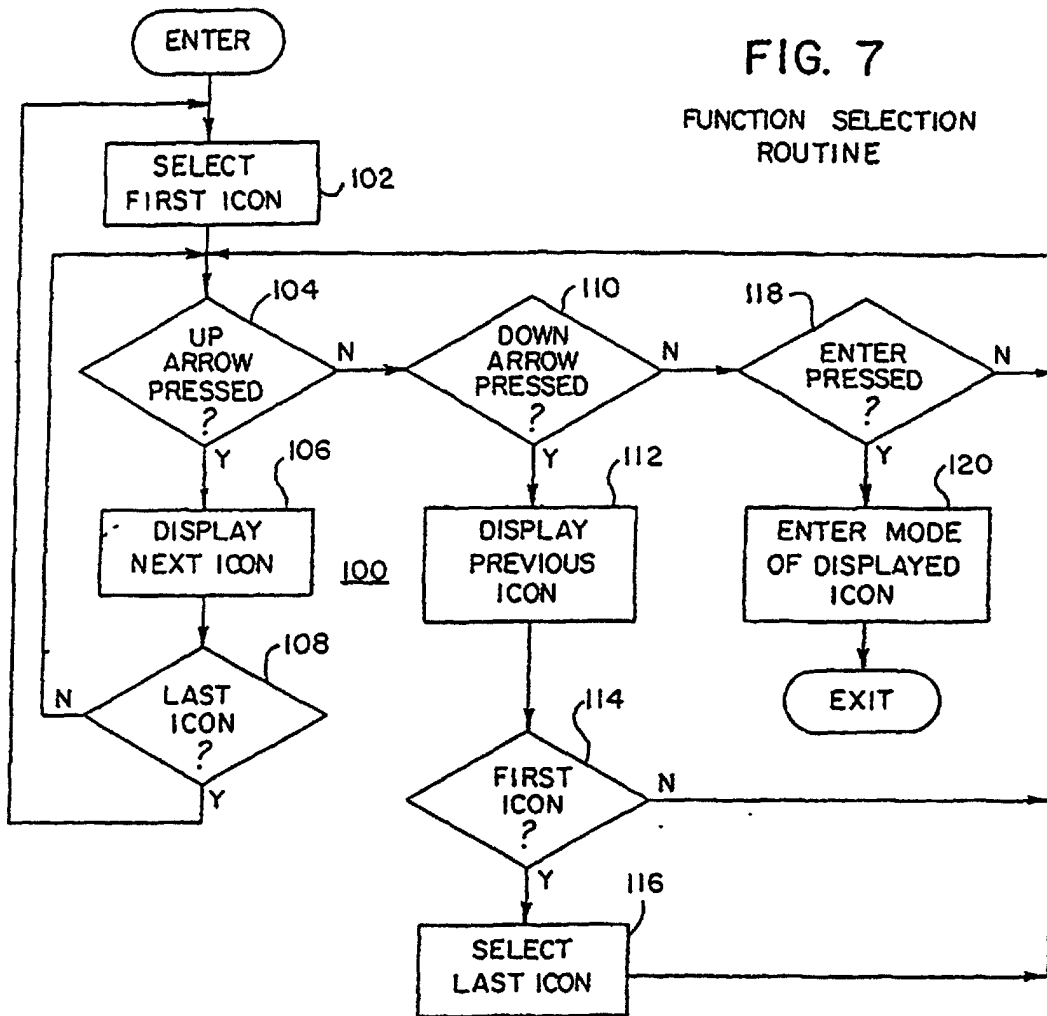 ENTER
FIG. 7
FUNCTION SELECTION
ROUTINE
SELECT
FIRST ICON
102
104
UP
ARROW
PRESSED
?
N
Y
110
DOWN
ARROW
PRESSED
?
N
Y
118
ENTER
PRESSED
?
N
Y
106
DISPLAY
NEXT ICON
100
112
DISPLAY
PREVIOUS
ICON
120
ENTER MODE
OF DISPLAYED
ICON
108
LAST
ICON
?
N
Y
EXIT
114
FIRST
ICON
?
N
Y
116
SELECT
LAST ICON